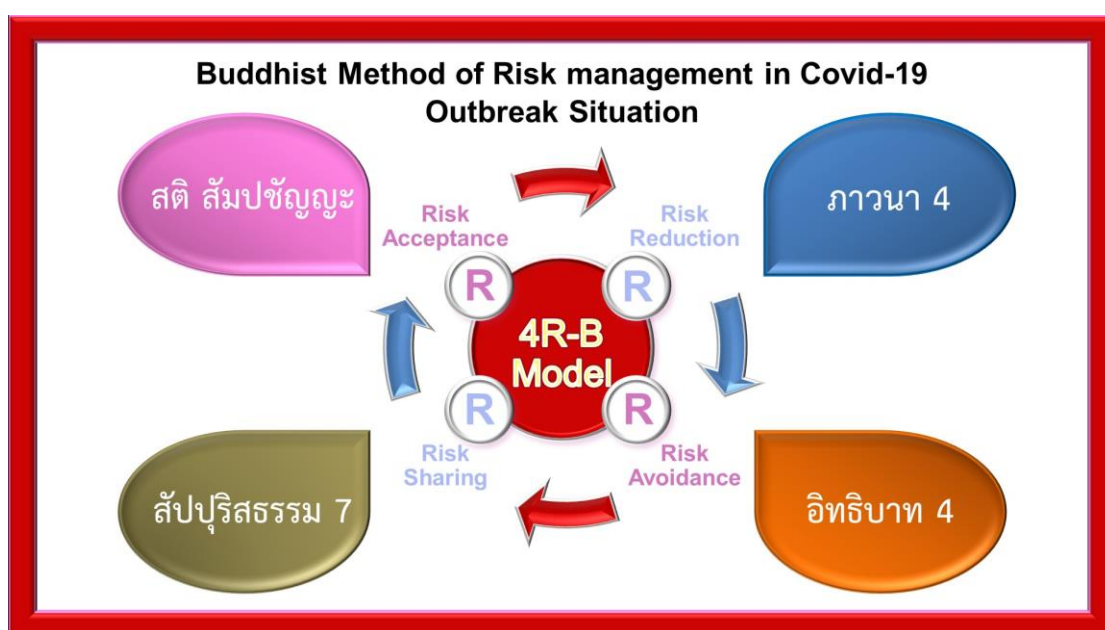 Buddhist Method of Risk management in Covid-19
Outbreak Situation
สติ สัมปชัญญะ
ภาวนา 4
Risk
Acceptance
Risk
Reduction
R
R
4R-B
Model
R
R
Risk
Sharing
Risk
Avoidance
สัปปุริสธรรม 7
อิทธิบาท 4